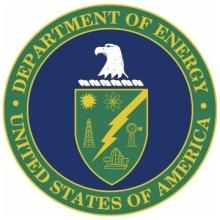 · DEPARTMENT OF ENERGY ·
UNITED STATES OF AMERICA